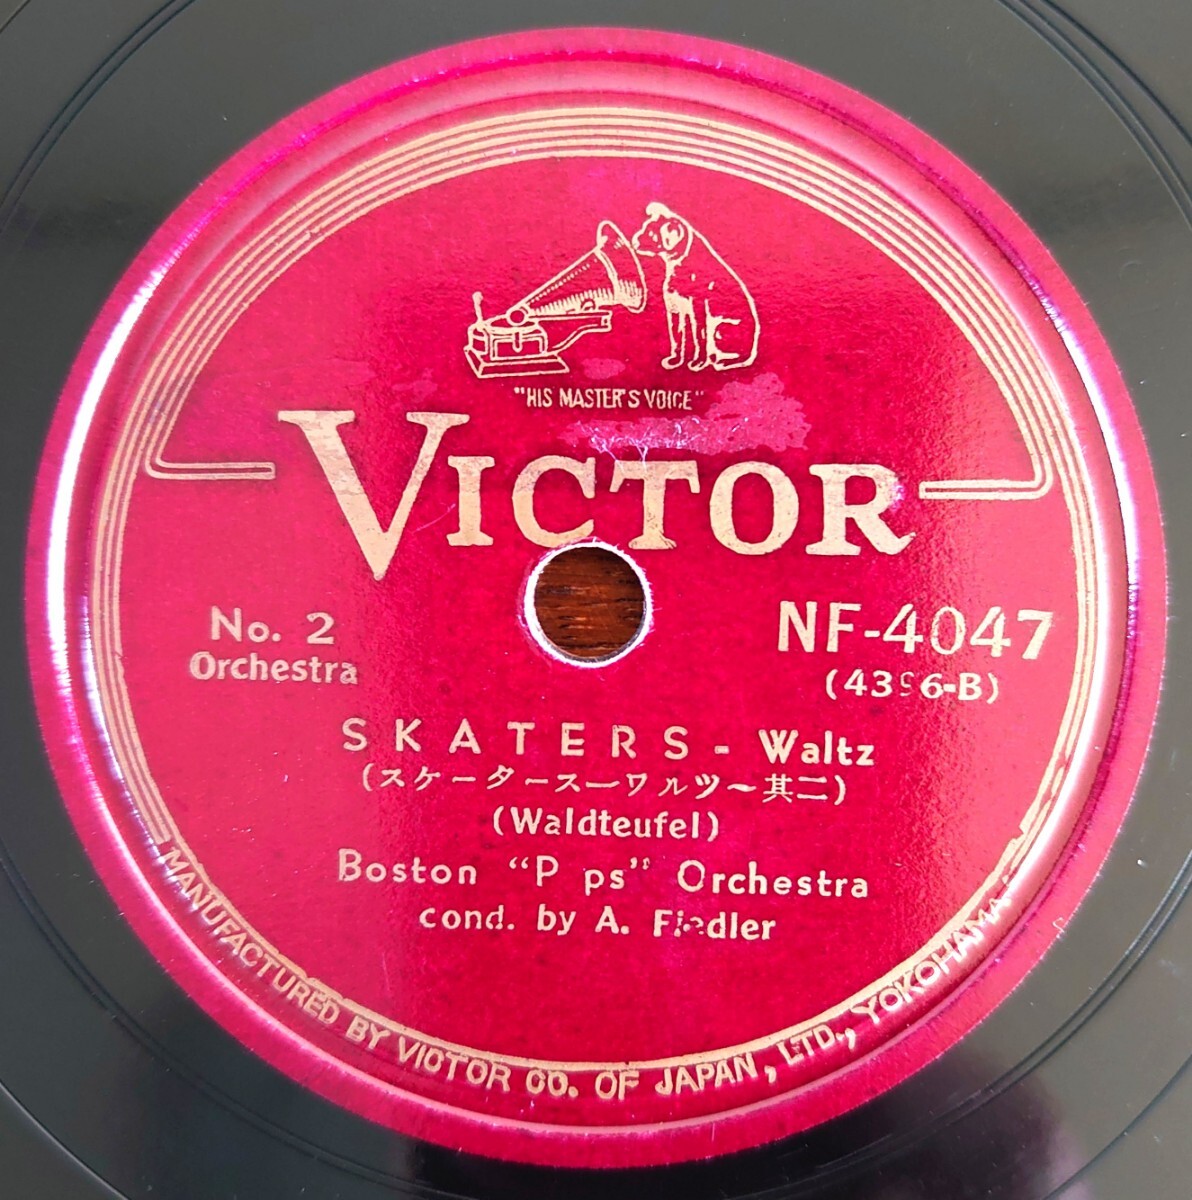 "HIS MASTER'S VOICE"
VICTOR
No. 2
Orchestra
NF-4047
(4396-B)
SKATERS - Waltz
(スケータース—ワルツ〜其二)
(Waldteufel)
Boston “P ps” Orchestra
cond. by A. Fiedler
MANUFACTURED BY VICTOR CO. OF JAPAN, LTD., YOKOHAMA.